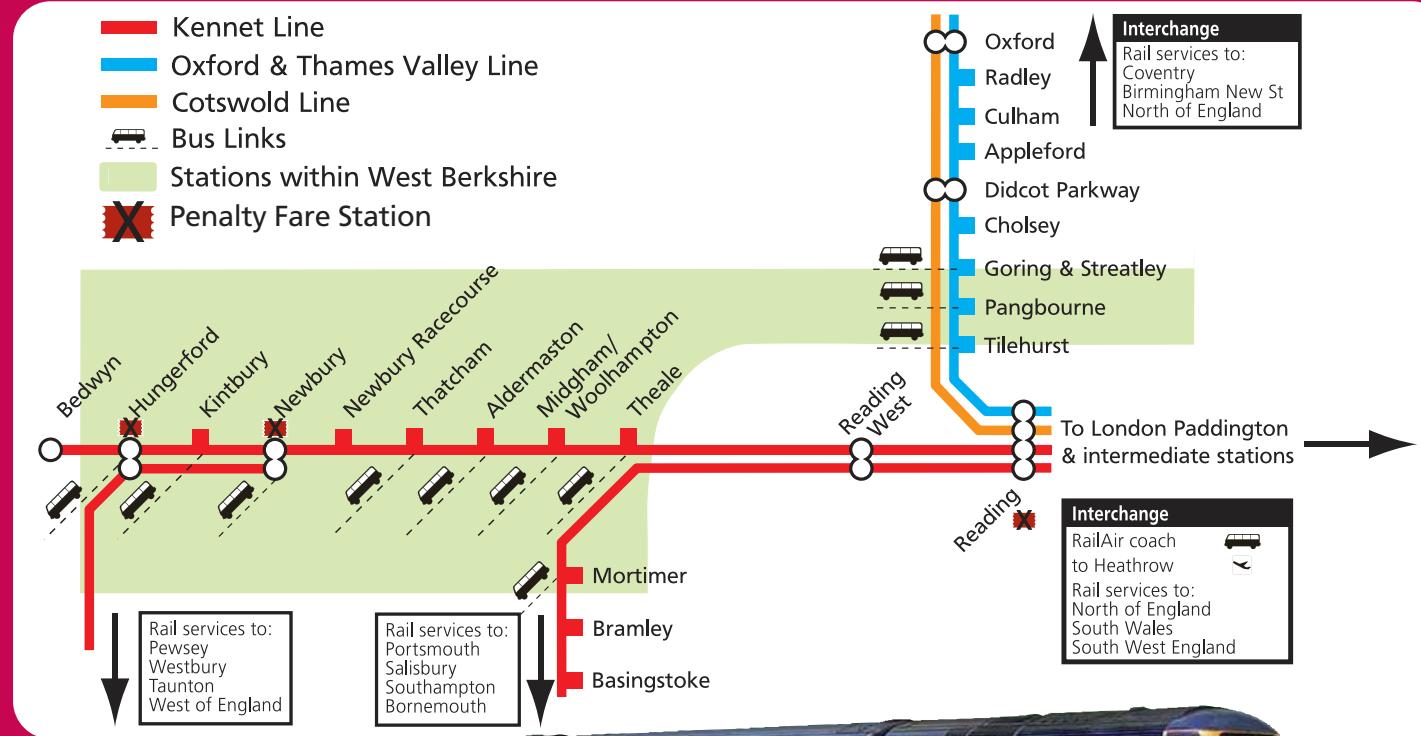 Kennet Line
Oxford & Thames Valley Line
Cotswold Line
Bus Links
Stations within West Berkshire
X Penalty Fare Station
Oxford
Radley
Culham
Appleford
Didcot Parkway
Cholsey
Goring & Streatley
Pangbourne
Tilehurst
Interchange
Rail services to:
Coventry
Birmingham New St
North of England
Bedwyn
Hungerford
X
Kintbury
Newbury
X
Newbury Racecourse
Thatcham
Aldermaston
Midgham/
Woolhampton
Theale
Reading
West
Reading
X
To London Paddington
& intermediate stations
Mortimer
Bramley
Basingstoke
Rail services to:
Pewsey
Westbury
Taunton
West of England
Rail services to:
Portsmouth
Salisbury
Southampton
Bornemouth
Interchange
RailAir coach
to Heathrow
Rail services to:
North of England
South Wales
South West England